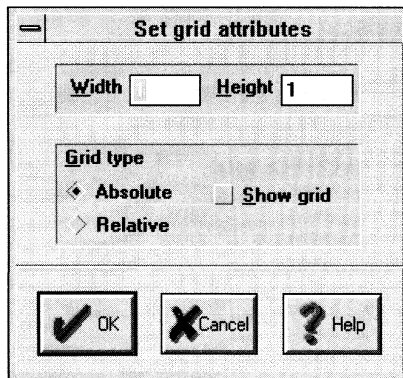 Set grid attributes
Width Height 1
Grid type
Absolute Show grid
Relative
OK Cancel Help